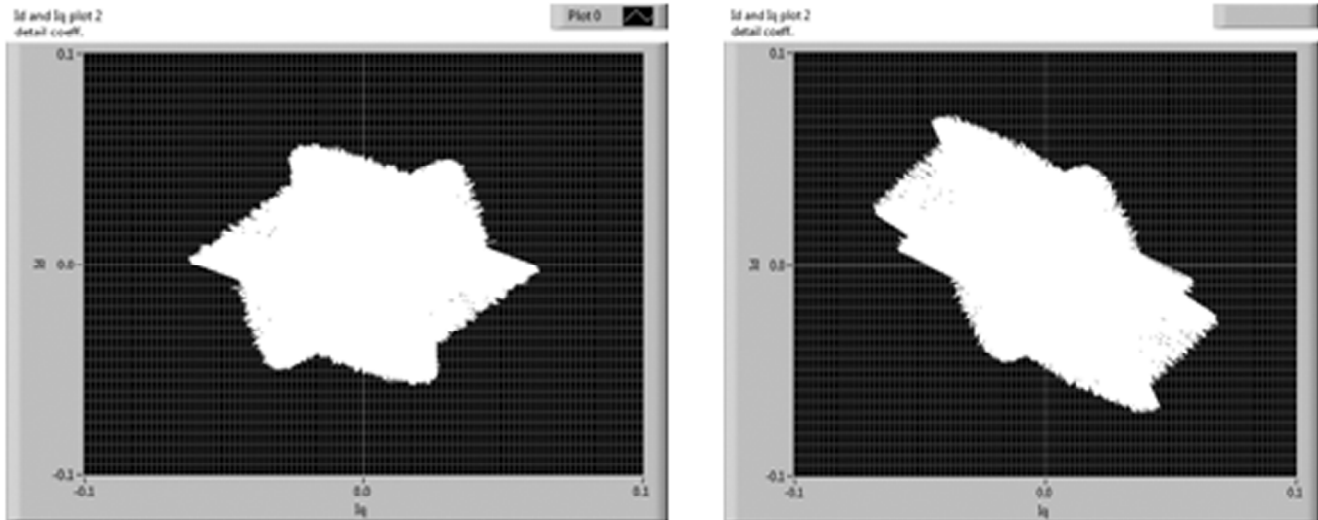 Id and Iq plot 2
detail coeff.
Plot 0
0.1
Id
0.0
-0.1
-0.1
0.0
0.1
Iq
Id and Iq plot 2
detail coeff.
0.1
Id
0.0
-0.1
-0.1
0.0
0.1
Iq